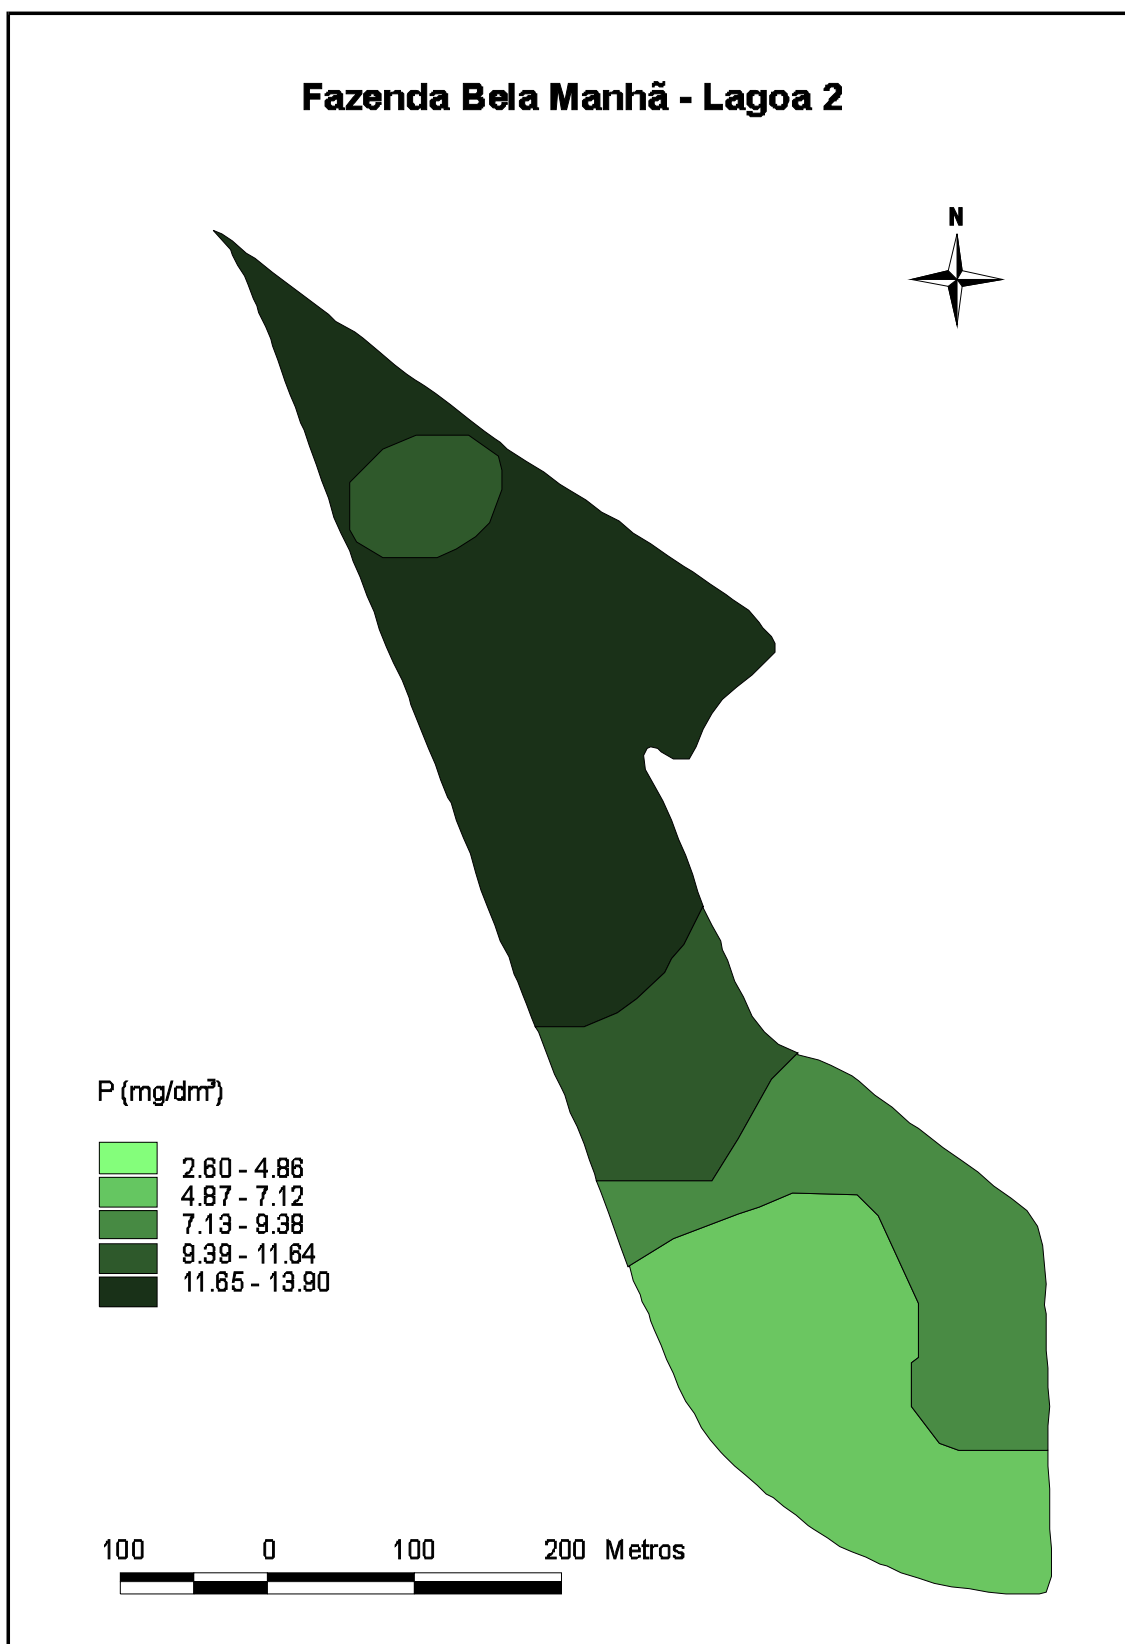 Fazenda Bela Manhã - Lagoa 2
N
P (mg/dm³)
2.60 - 4.86
4.87 - 7.12
7.13 - 9.38
9.39 - 11.64
11.65 - 13.90
100 0 100 200 Metros